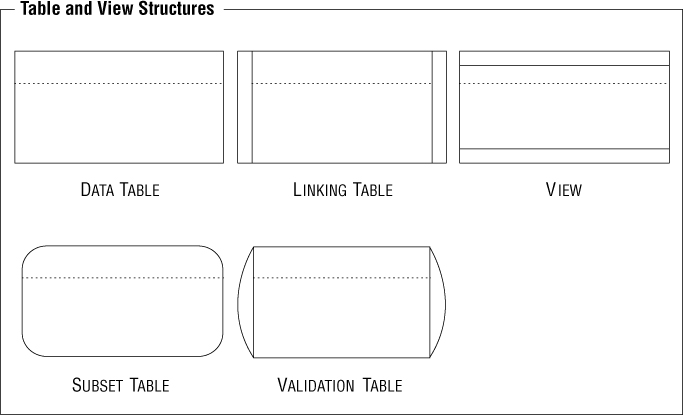 Table and View Structures
DATA TABLE
LINKING TABLE
VIEW
SUBSET TABLE
VALIDATION TABLE